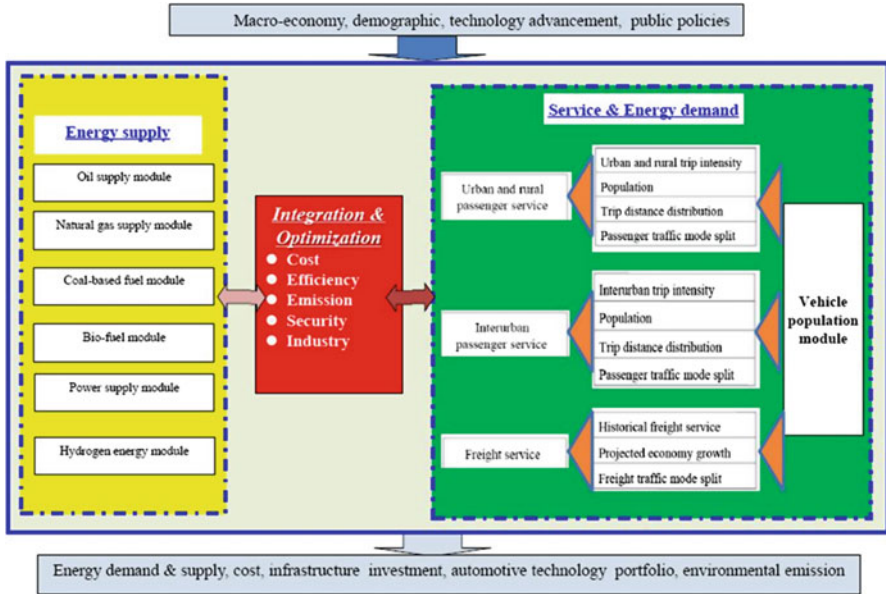 Macro-economy, demographic, technology advancement, public policies
Energy supply
Oil supply module
Natural gas supply module
Coal-based fuel module
Bio-fuel module
Power supply module
Hydrogen energy module
Integration &
Optimization
● Cost
● Efficiency
● Emission
● Security
● Industry
Service & Energy demand
Urban and rural
passenger service
Urban and rural trip intensity
Population
Trip distance distribution
Passenger traffic mode split
Interurban
passenger service
Interurban trip intensity
Population
Trip distance distribution
Passenger traffic mode split
Freight service
Historical freight service
Projected economy growth
Freight traffic mode split
Vehicle
population
module
Energy demand & supply, cost, infrastructure investment, automotive technology portfolio, environmental emission